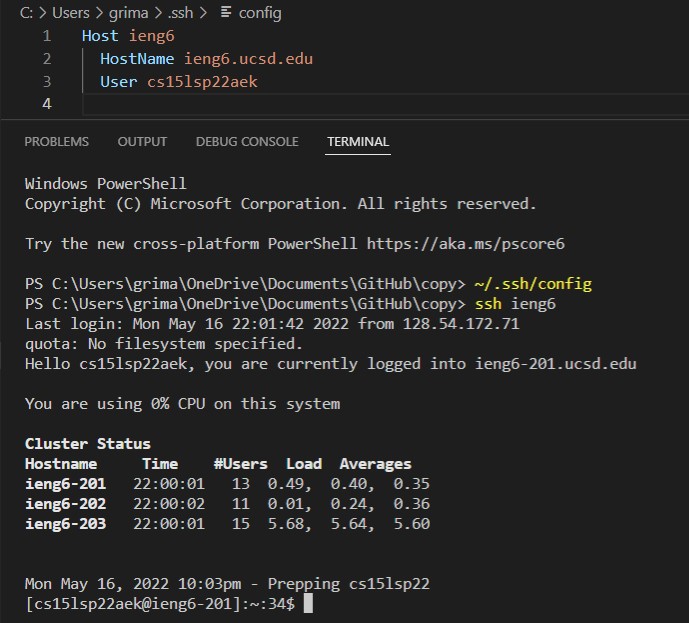 C: > Users > grima > .ssh > config
1 Host ieng6
2 HostName ieng6.ucsd.edu
3 User cs15lsp22aek
4
PROBLEMS OUTPUT DEBUG CONSOLE TERMINAL
Windows PowerShell
Copyright (C) Microsoft Corporation. All rights reserved.
Try the new cross-platform PowerShell https://aka.ms/pscore6
PS C:\Users\grima\OneDrive\Documents\GitHub\copy> ~/.ssh/config
PS C:\Users\grima\OneDrive\Documents\GitHub\copy> ssh ieng6
Last login: Mon May 16 22:01:42 2022 from 128.54.172.71
quota: No filesystem specified.
Hello cs15lsp22aek, you are currently logged into ieng6-201.ucsd.edu
You are using 0% CPU on this system
Cluster Status
Hostname Time #Users Load Averages
ieng6-201 22:00:01 13 0.49, 0.40, 0.35
ieng6-202 22:00:02 11 0.01, 0.24, 0.36
ieng6-203 22:00:01 15 5.68, 5.64, 5.60
Mon May 16, 2022 10:03pm - Prepping cs15lsp22
[cs15lsp22aek@ieng6-201]:~:34$